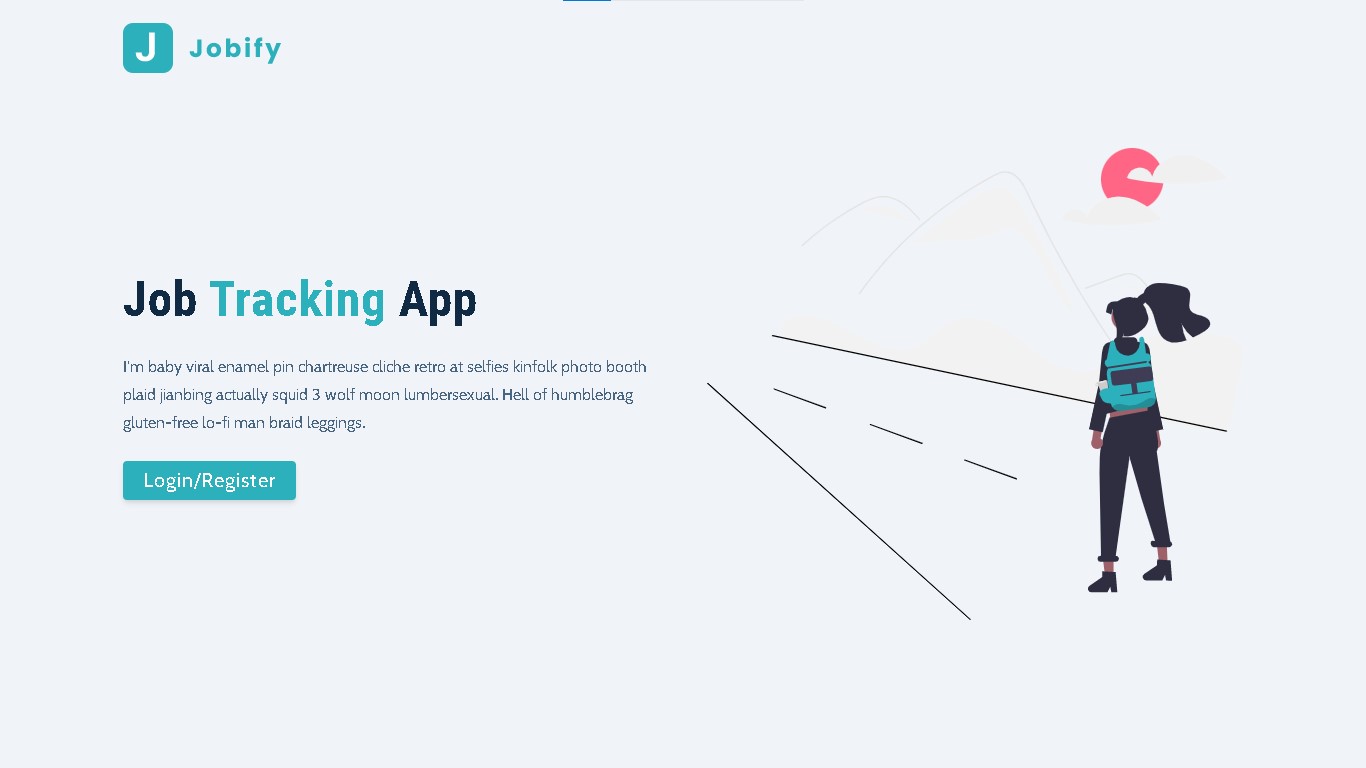 J Jobify
Job Tracking App
I'm baby viral enamel pin chartreuse cliche retro at selfies kinfolk photo booth
plaid jianbing actually squid 3 wolf moon lumbersexual. Hell of humblebrag
gluten-free lo-fi man braid leggings.
Login/Register